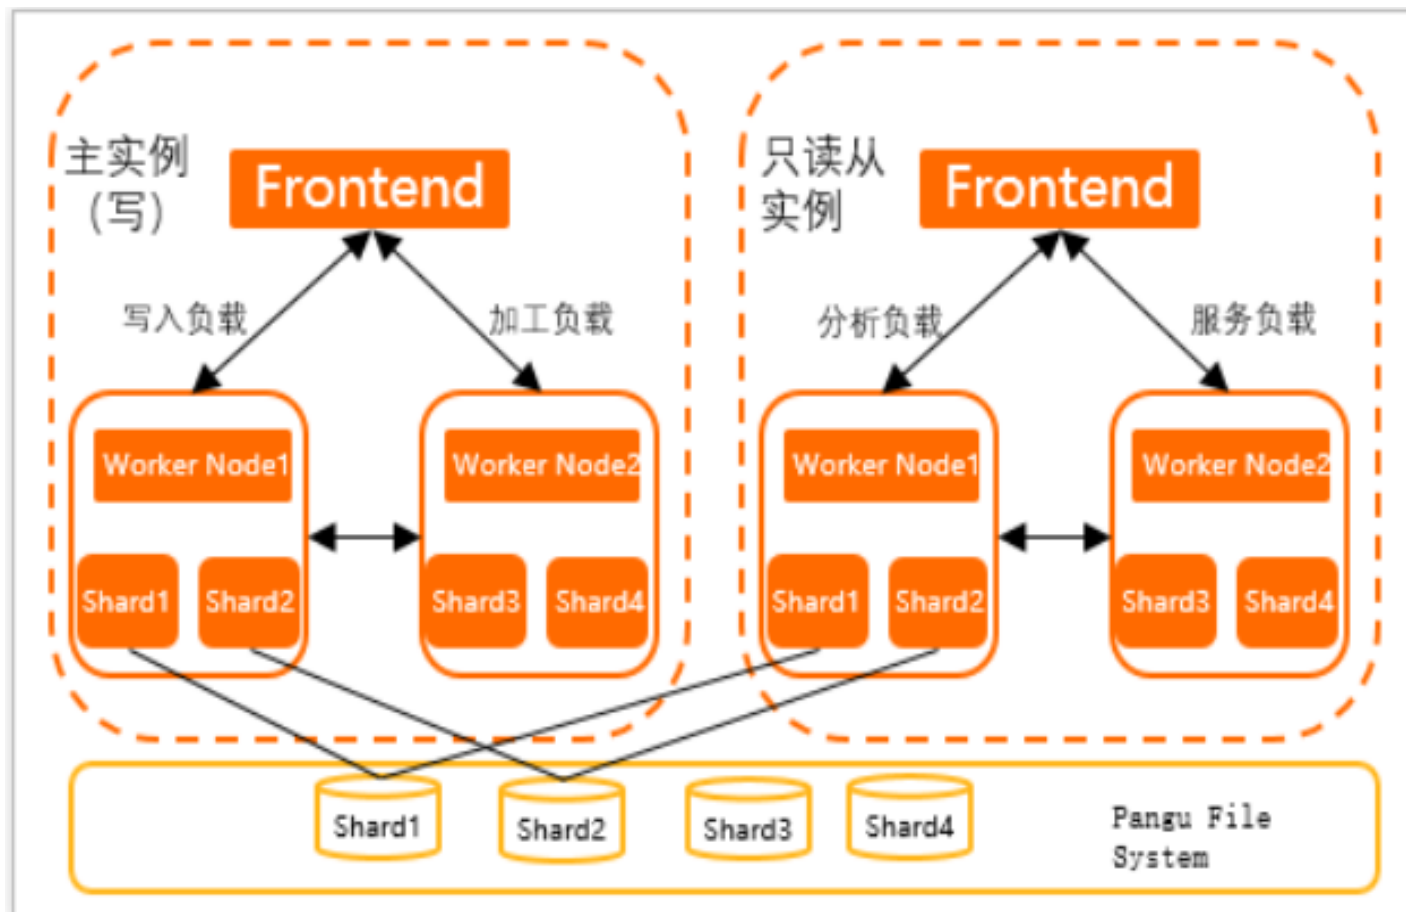 主实例
（写）
Frontend
写入负载
加工负载
Worker Node1
Shard1
Shard2
Worker Node2
Shard3
Shard4
只读从
实例
Frontend
分析负载
服务负载
Worker Node1
Shard1
Shard2
Worker Node2
Shard3
Shard4
Shard1
Shard2
Shard3
Shard4
Pangu File
System